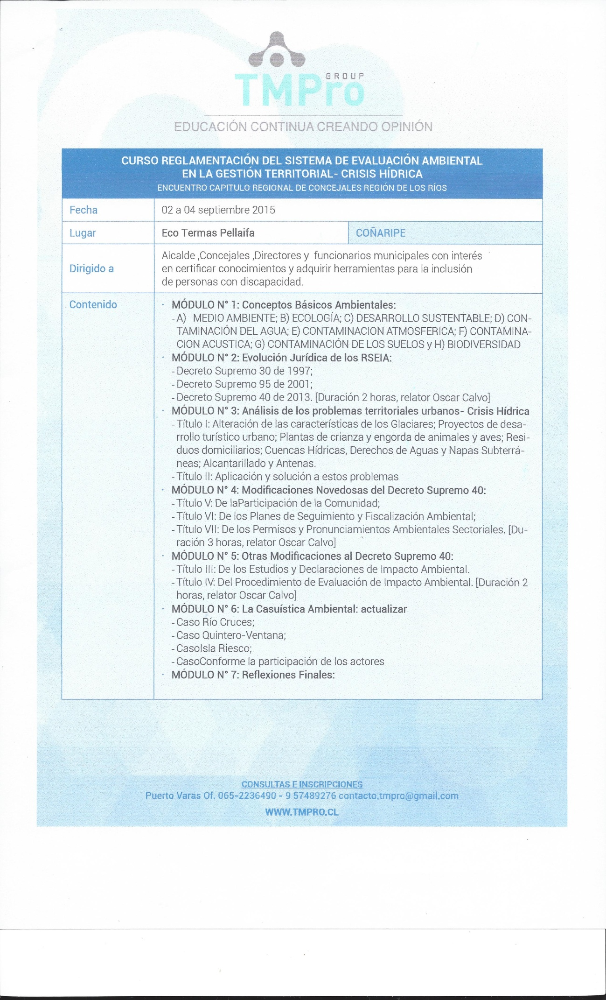 GROUP
TMPro
EDUCACIÓN CONTINUA CREANDO OPINIÓN
CURSO REGLAMENTACIÓN DEL SISTEMA DE EVALUACIÓN AMBIENTAL
EN LA GESTIÓN TERRITORIAL- CRISIS HÍDRICA
ENCUENTRO CAPITULO REGIONAL DE CONCEJALES REGIÓN DE LOS RÍOS
Fecha 02 a 04 septiembre 2015
Lugar Eco Termas Pellaifa COÑARIPE
Dirigido a
Alcalde ,Concejales ,Directores y funcionarios municipales con interés
en certificar conocimientos y adquirir herramientas para la inclusión
de personas con discapacidad.
Contenido
· MÓDULO N° 1: Conceptos Básicos Ambientales:
- A) MEDIO AMBIENTE; B) ECOLOGÍA; C) DESARROLLO SUSTENTABLE; D) CON-
TAMINACIÓN DEL AGUA; E) CONTAMINACION ATMOSFERICA; F) CONTAMINA-
CION ACUSTICA; G) CONTAMINACIÓN DE LOS SUELOS y H) BIODIVERSIDAD
· MÓDULO N° 2: Evolución Jurídica de los RSEIA:
- Decreto Supremo 30 de 1997;
- Decreto Supremo 95 de 2001;
- Decreto Supremo 40 de 2013. [Duración 2 horas, relator Oscar Calvo]
· MÓDULO N° 3: Análisis de los problemas territoriales urbanos- Crisis Hídrica
- Título I: Alteración de las características de los Glaciares; Proyectos de desa-
rrollo turístico urbano; Plantas de crianza y engorda de animales y aves; Resi-
duos domiciliarios; Cuencas Hídricas, Derechos de Aguas y Napas Subterrá-
neas; Alcantarillado y Antenas.
- Título II: Aplicación y solución a estos problemas
· MÓDULO N° 4: Modificaciones Novedosas del Decreto Supremo 40:
- Título V: De laParticipación de la Comunidad;
- Título VI: De los Planes de Seguimiento y Fiscalización Ambiental;
- Título VII: De los Permisos y Pronunciamientos Ambientales Sectoriales. [Du-
ración 3 horas, relator Oscar Calvo]
· MÓDULO N° 5: Otras Modificaciones al Decreto Supremo 40:
- Título III: De los Estudios y Declaraciones de Impacto Ambiental.
- Título IV: Del Procedimiento de Evaluación de Impacto Ambiental. [Duración 2
horas, relator Oscar Calvo]
· MÓDULO N° 6: La Casuística Ambiental: actualizar
- Caso Río Cruces;
- Caso Quintero-Ventana;
- CasoIsla Riesco;
- CasoConforme la participación de los actores
· MÓDULO N° 7: Reflexiones Finales:
CONSULTAS E INSCRIPCIONES
Puerto Varas Of. 065-2236490 - 9 57489276 contacto.tmpro@gmail.com
WWW.TMPRO.CL